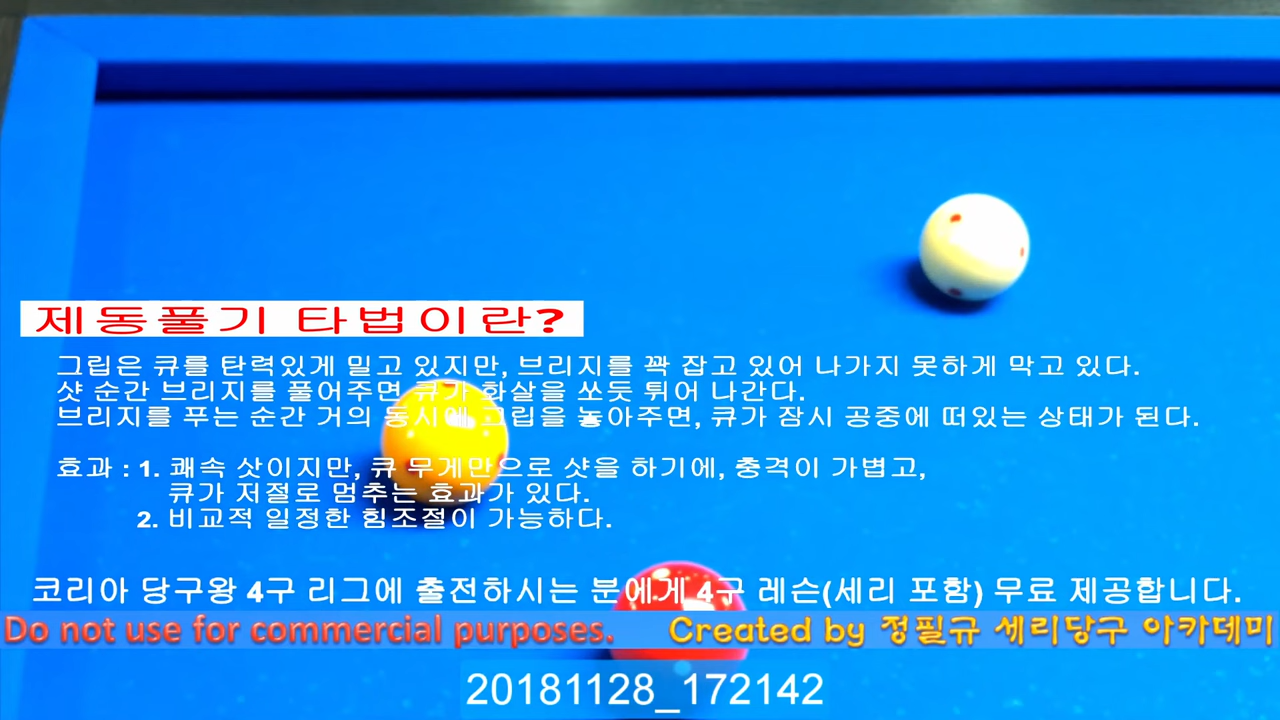 제동풀기 타법이란?
그립은 큐를 탄력있게 밀고 있지만, 브리지를 꽉 잡고 있어 나가지 못하게 막고 있다.
샷 순간 브리지를 풀어주면 큐가 화살을 쏘듯 튀어 나간다.
브리지를 푸는 순간 거의 동시에 그립을 놓아주면, 큐가 잠시 공중에 떠있는 상태가 된다.
효과 : 1. 쾌속 샷이지만, 큐 무게만으로 샷을 하기에, 충격이 가볍고,
큐가 저절로 멈추는 효과가 있다.
2. 비교적 일정한 힘조절이 가능하다.
코리아 당구왕 4구 리그에 출전하시는 분에게 4구 레슨(세리 포함) 무료 제공합니다.
Do not use for commercial purposes. Created by 정필규 세리당구 아카데미
20181128_172142